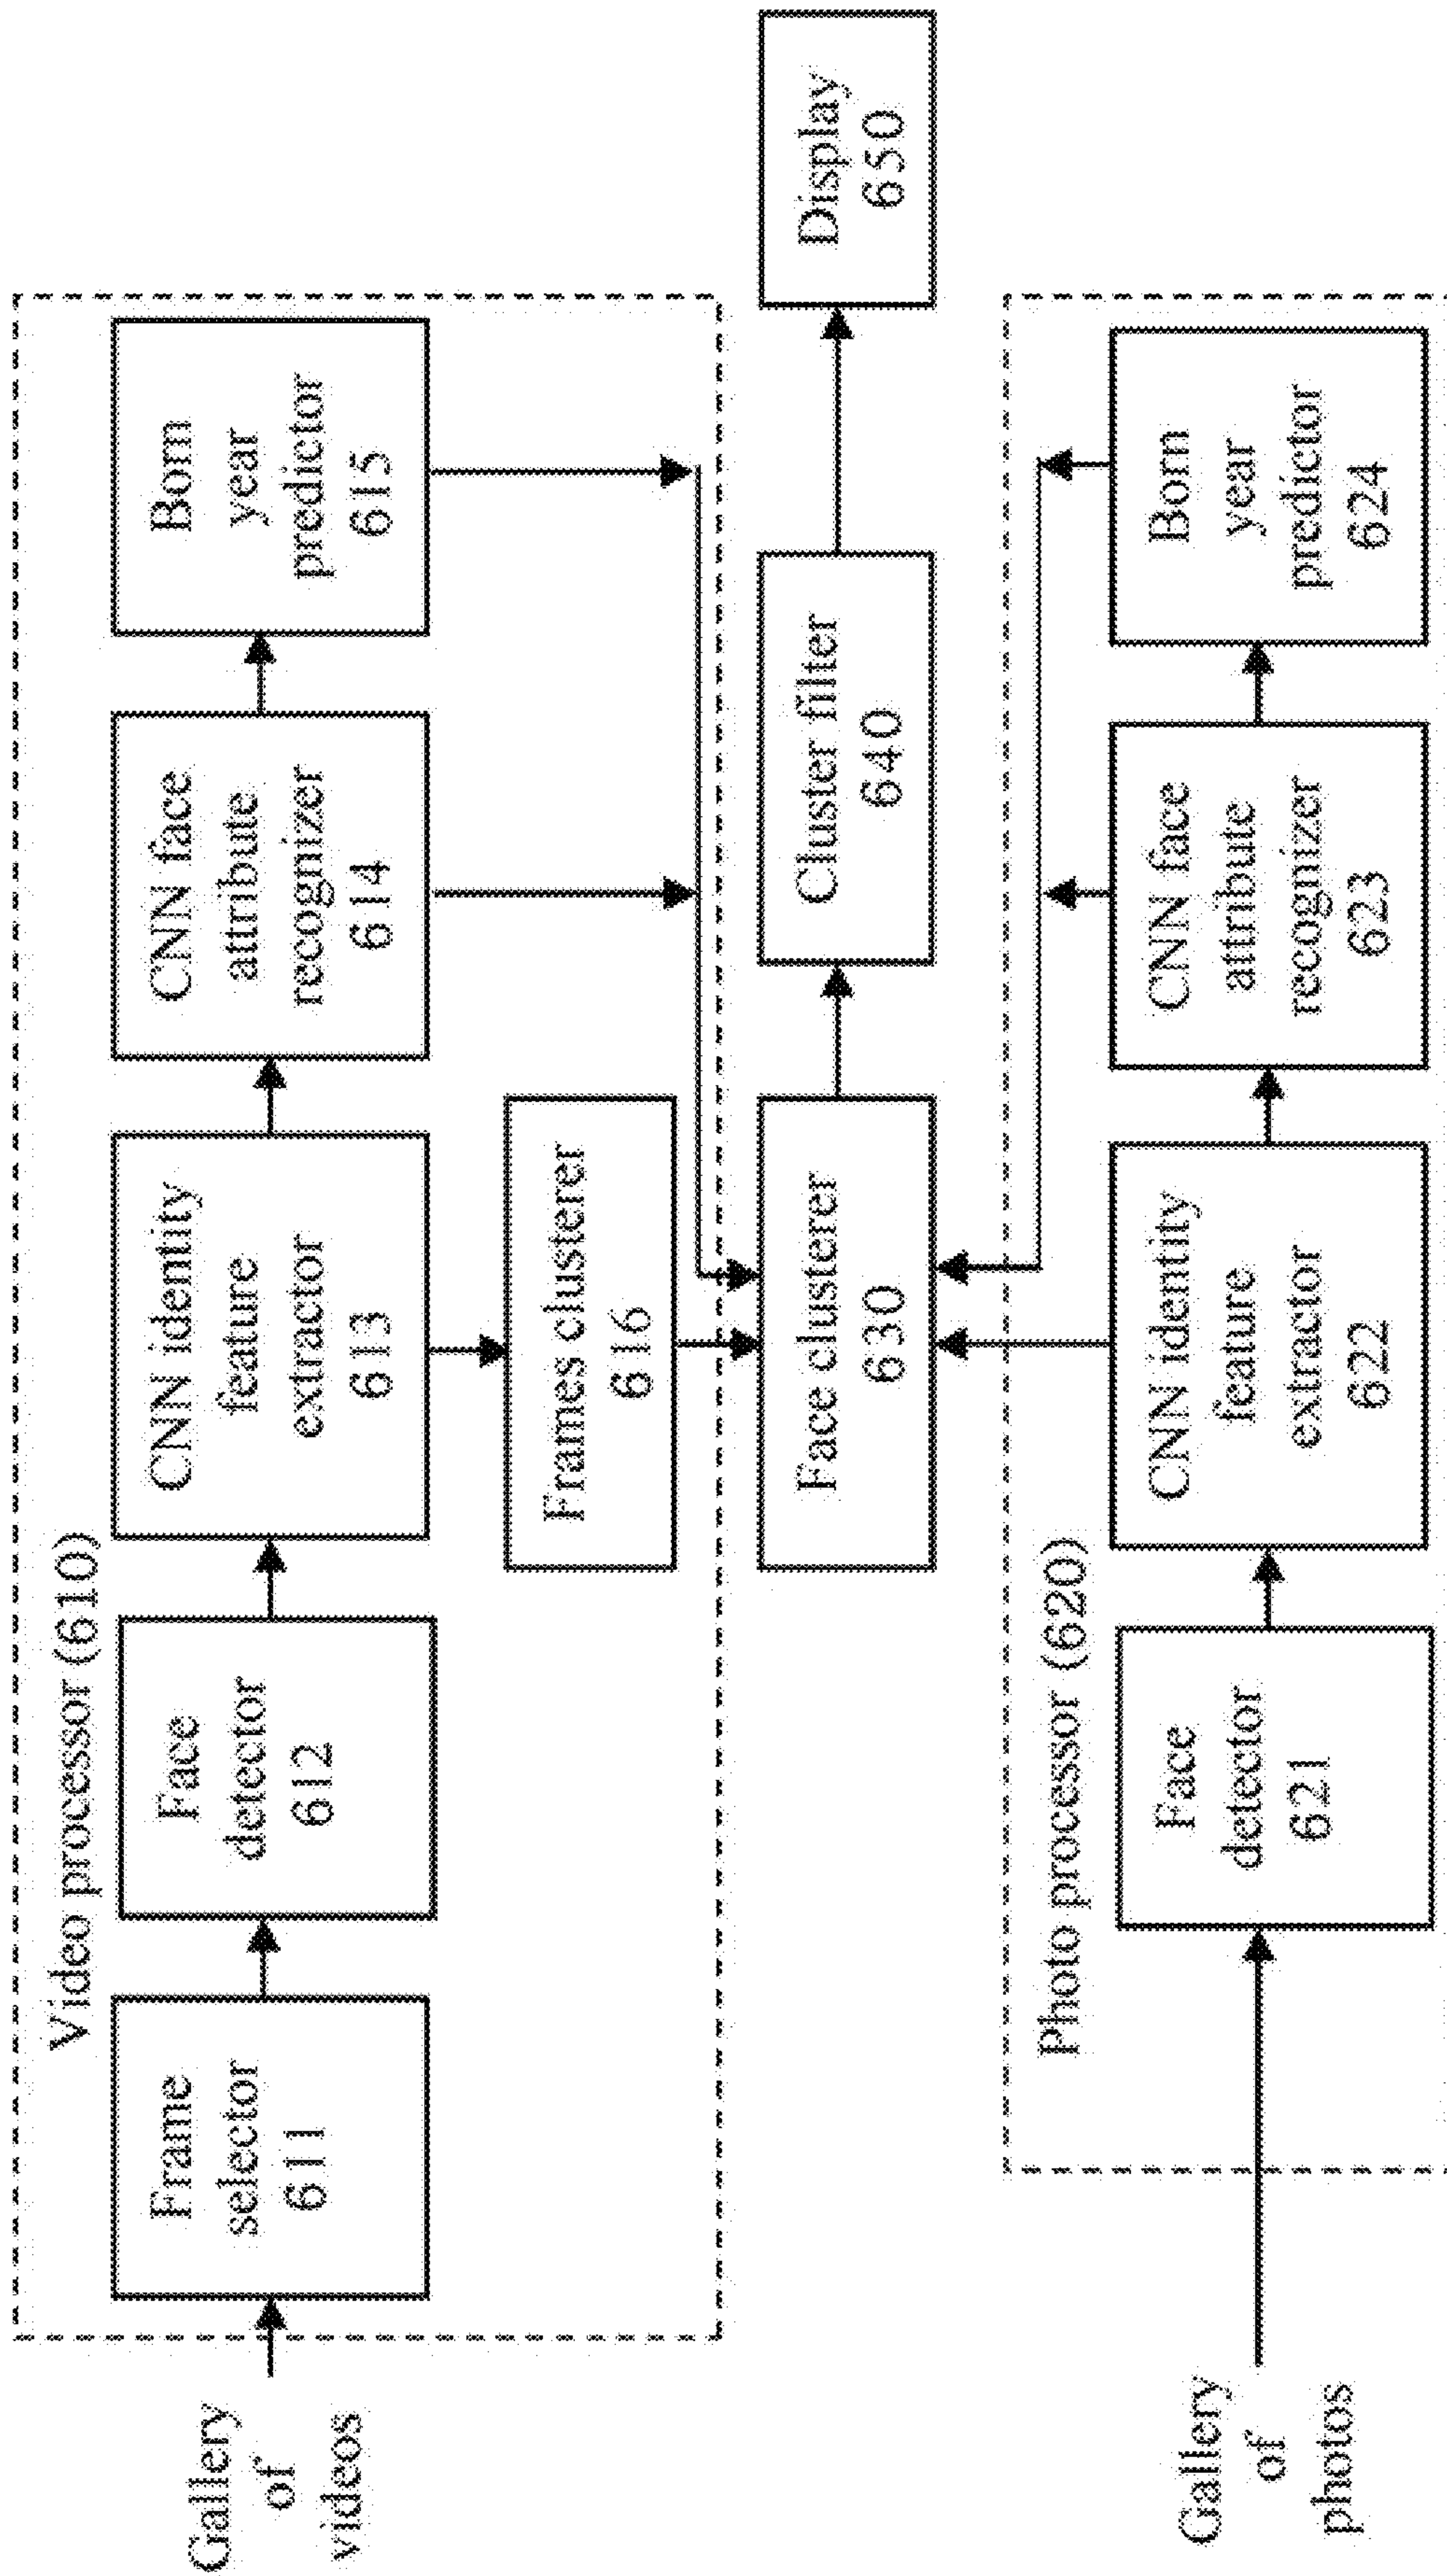 Video processor (610)
Gallery
of
videos
Frame
selector
611
Face
detector
612
CNN identity
feature
extractor
613
CNN face
attribute
recognizer
614
Born
year
predictor
615
Frames clusterer
616
Face clusterer
630
Cluster filter
640
Display
650
Photo processor (620)
Gallery
of
photos
Face
detector
621
CNN identity
feature
extractor
622
CNN face
attribute
recognizer
623
Born
year
predictor
624